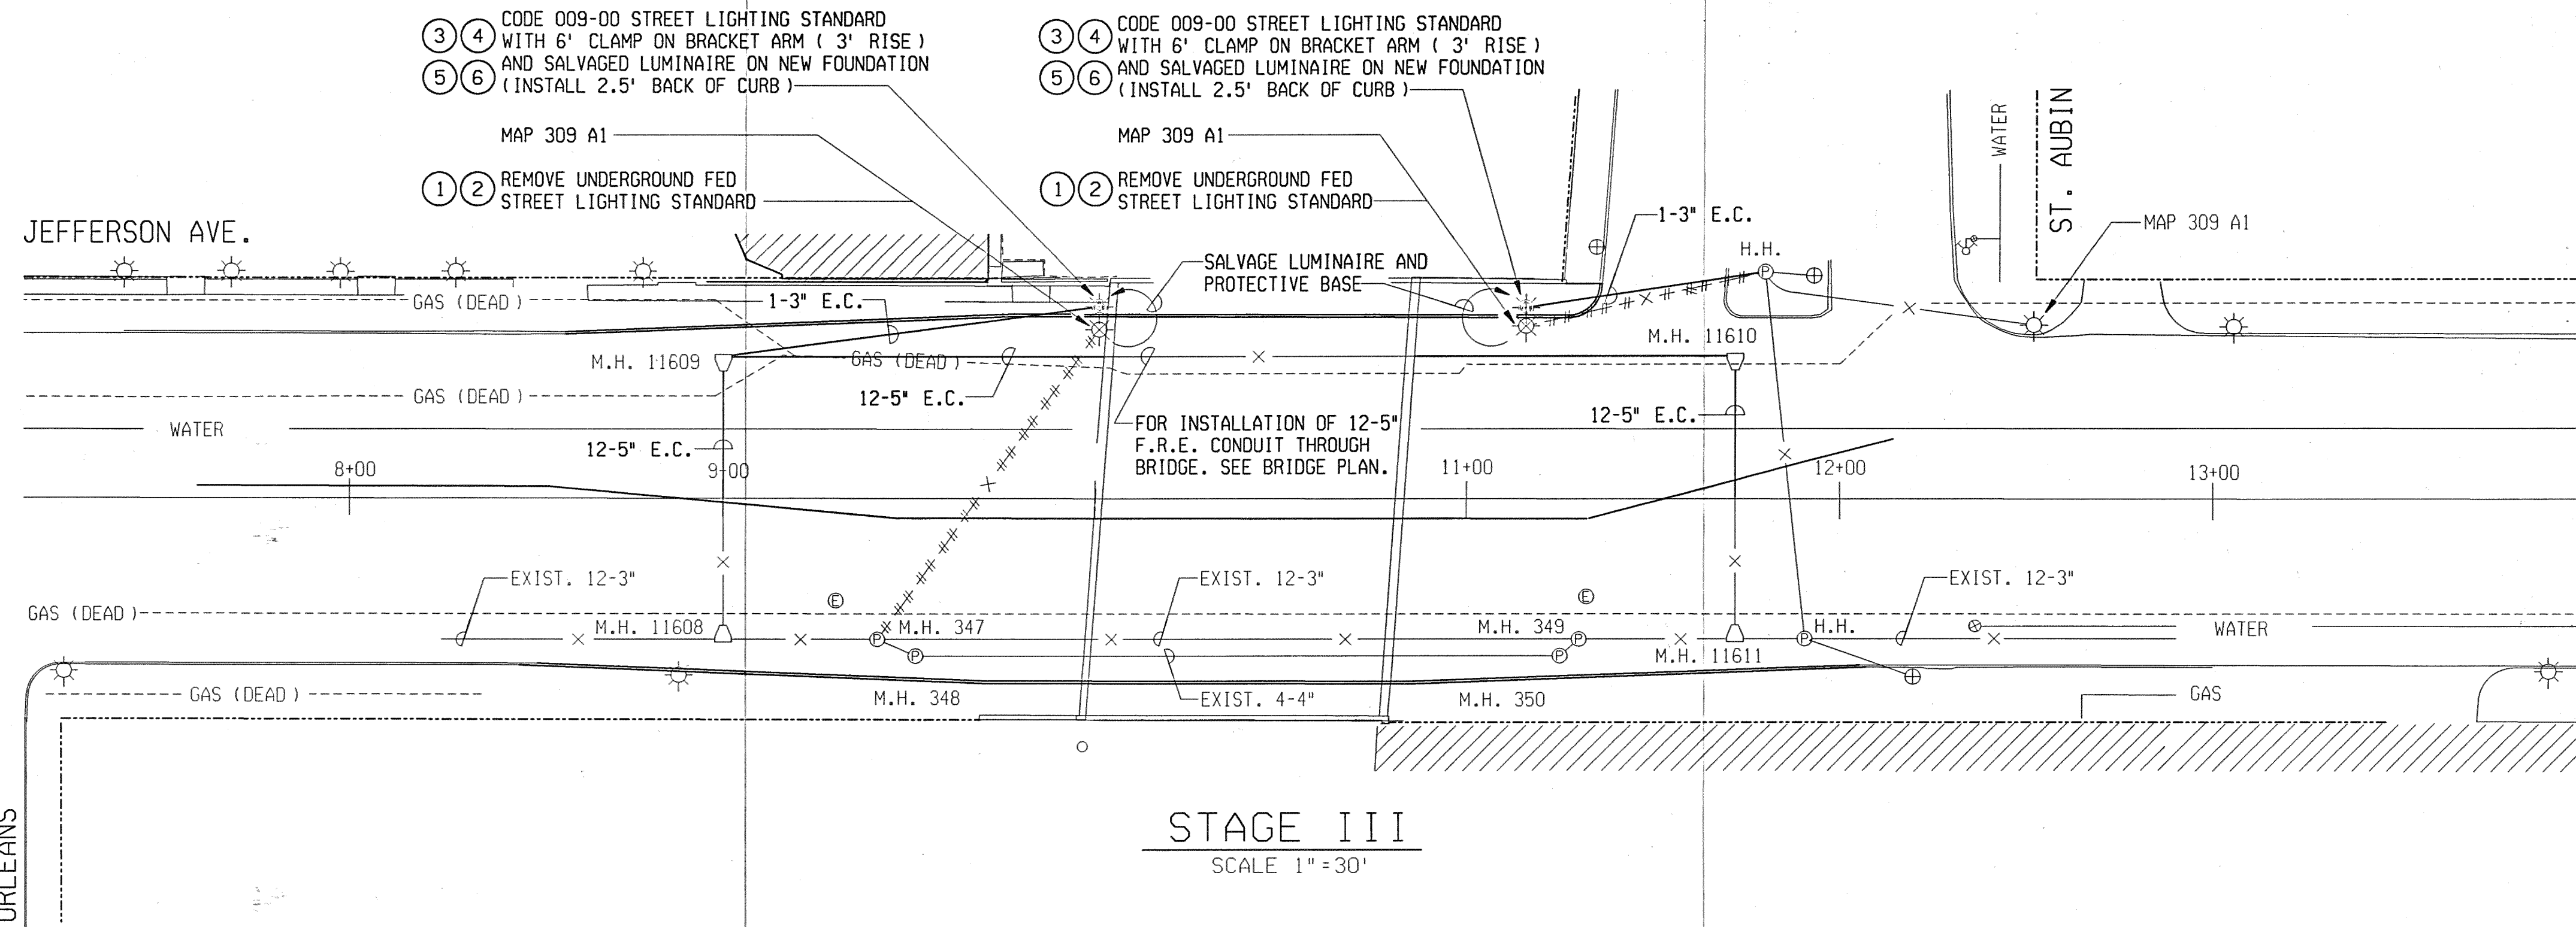 ③④ CODE 009-00 STREET LIGHTING STANDARD
WITH 6' CLAMP ON BRACKET ARM ( 3' RISE )
⑤⑥ AND SALVAGED LUMINAIRE ON NEW FOUNDATION
(INSTALL 2.5' BACK OF CURB )
MAP 309 A1
①② REMOVE UNDERGROUND FED
STREET LIGHTING STANDARD
③④ CODE 009-00 STREET LIGHTING STANDARD
WITH 6' CLAMP ON BRACKET ARM ( 3' RISE )
⑤⑥ AND SALVAGED LUMINAIRE ON NEW FOUNDATION
(INSTALL 2.5' BACK OF CURB )
MAP 309 A1
①② REMOVE UNDERGROUND FED
STREET LIGHTING STANDARD
WATER
ST. AUBIN
MAP 309 A1
JEFFERSON AVE.
1-3" E.C.
H.H.
P
SALVAGE LUMINAIRE AND
PROTECTIVE BASE
GAS (DEAD )
1-3" E.C.
M.H. 11609
GAS (DEAD )
M.H. 11610
GAS (DEAD )
12-5" E.C.
12-5" E.C.
WATER
12-5" E.C.
FOR INSTALLATION OF 12-5"
F.R.E. CONDUIT THROUGH
BRIDGE. SEE BRIDGE PLAN.
8+00
9+00
11+00
12+00
13+00
EXIST. 12-3"
EXIST. 12-3"
EXIST. 12-3"
E
E
GAS (DEAD )
M.H. 11608
P
M.H. 347
M.H. 349
P
P
H.H.
WATER
P
P
M.H. 11611
GAS (DEAD )
M.H. 348
EXIST. 4-4"
M.H. 350
GAS
ORLEANS
STAGE III
SCALE 1"=30'